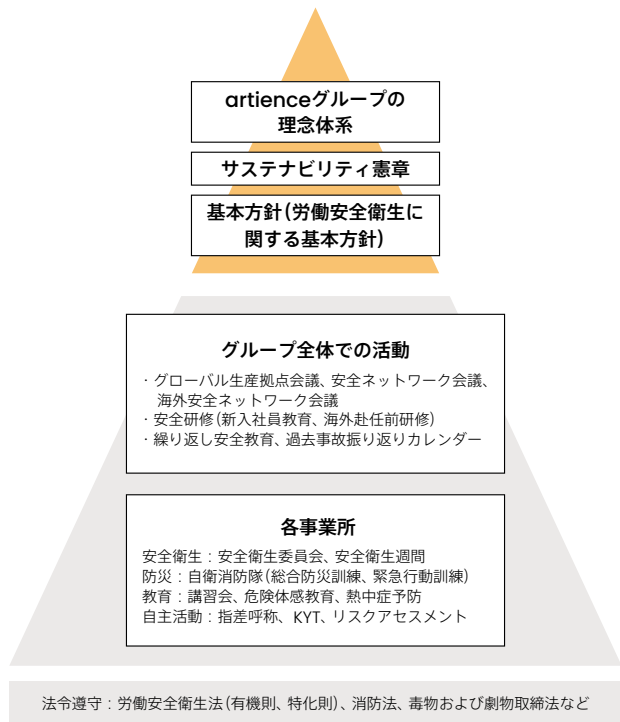 artienceグループの
理念体系
サステナビリティ憲章
基本方針（労働安全衛生に
関する基本方針）
グループ全体での活動
・グローバル生産拠点会議、安全ネットワーク会議、
海外安全ネットワーク会議
・安全研修（新入社員教育、海外赴任前研修）
・繰り返し安全教育、過去事故振り返りカレンダー
各事業所
安全衛生：安全衛生委員会、安全衛生週間
防災：自衛消防隊（総合防災訓練、緊急行動訓練）
教育：講習会、危険体感教育、熱中症予防
自主活動：指差呼称、KYT、リスクアセスメント
法令遵守：労働安全衛生法（有機則、特化則）、消防法、毒物および劇物取締法など